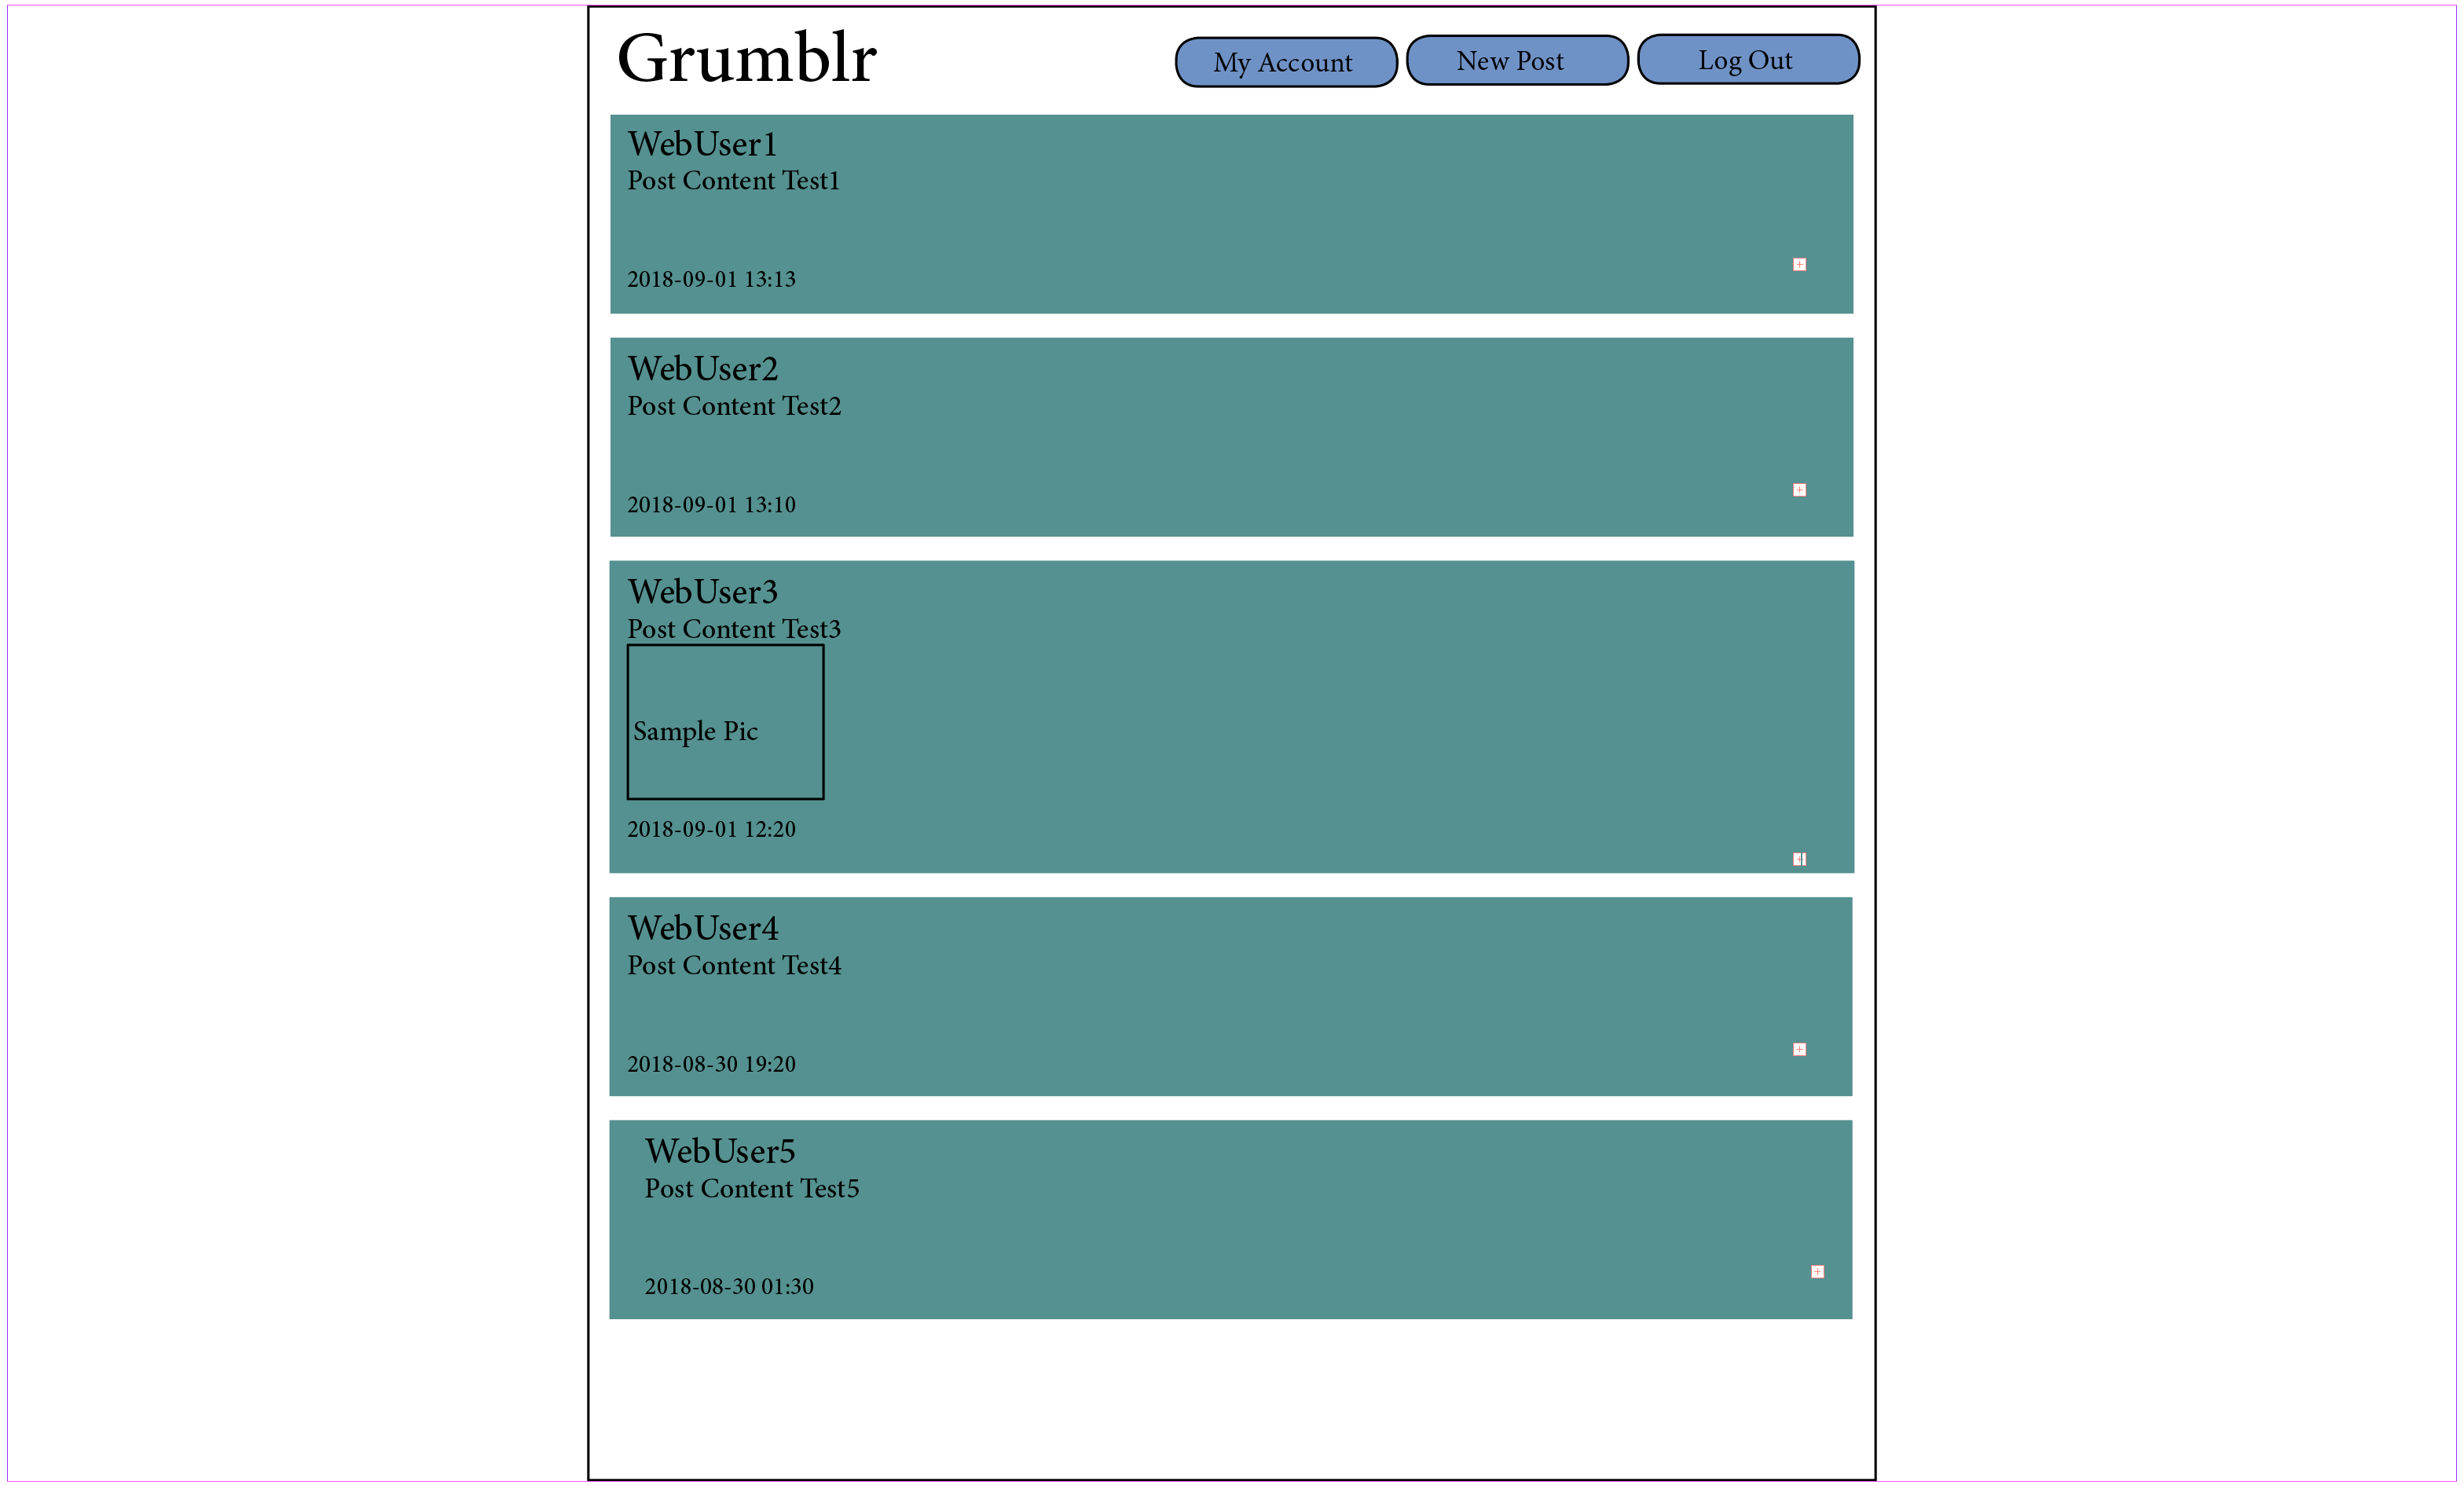 Grumblr
My Account
New Post
Log Out
WebUser1
Post Content Test1
2018-09-01 13:13
WebUser2
Post Content Test2
2018-09-01 13:10
WebUser3
Post Content Test3
Sample Pic
2018-09-01 12:20
WebUser4
Post Content Test4
2018-08-30 19:20
WebUser5
Post Content Test5
2018-08-30 01:30